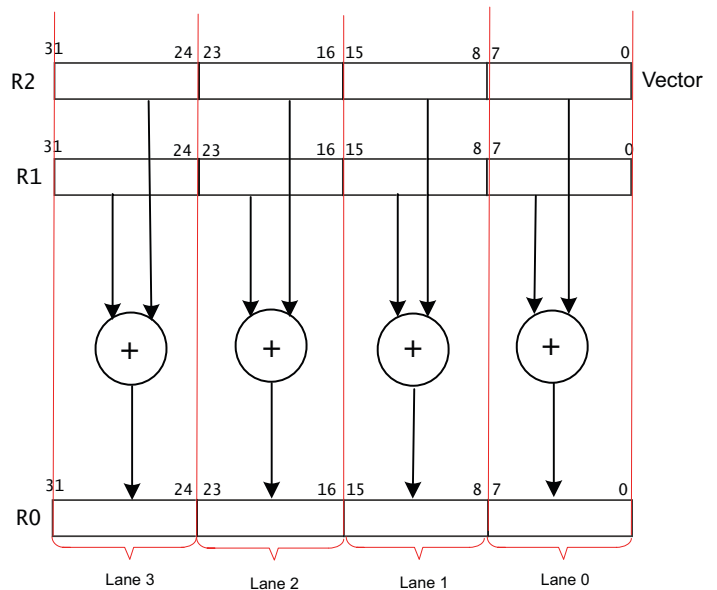 31 24 23 16 15 8 7 0
R2 Vector
31 24 23 16 15 8 7 0
R1
+ + + +
31 24 23 16 15 8 7 0
R0
Lane 3 Lane 2 Lane 1 Lane 0